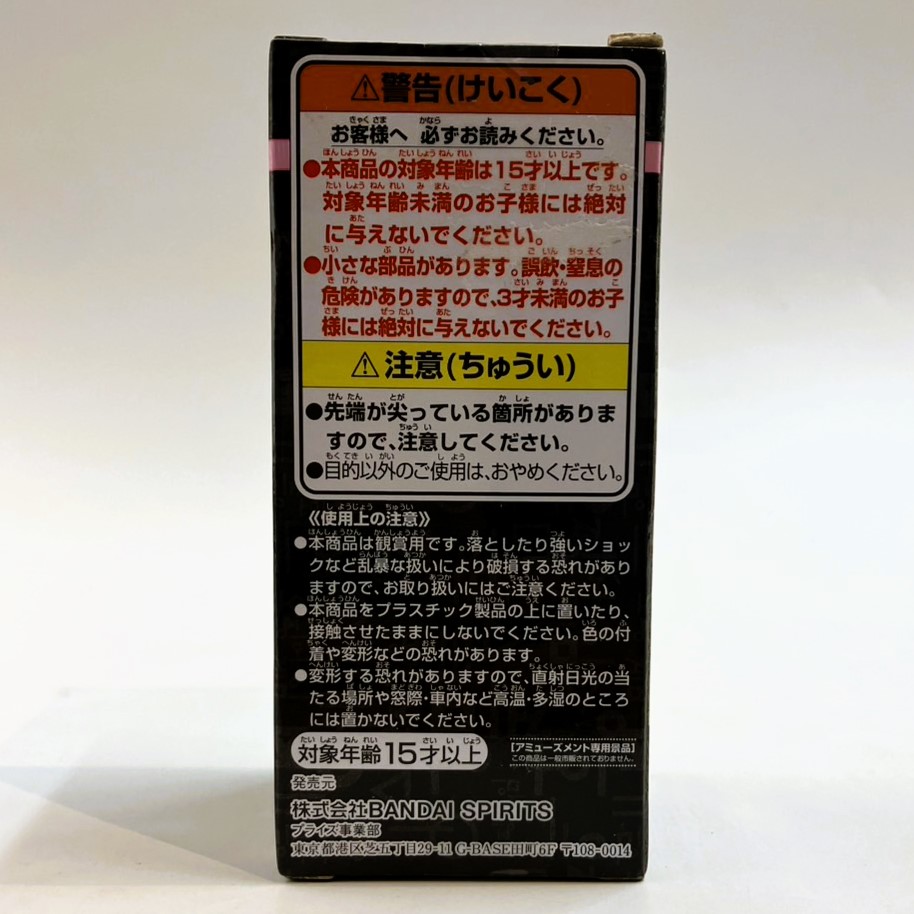 ⚠警告(けいこく)
お客様へ 必ずお読みください。
●本商品の対象年齢は15才以上です。
対象年齢未満のお子様には絶対
に与えないでください。
●小さな部品があります。誤飲・窒息の
危険がありますので、3才未満のお子
様には絶対に与えないでください。
⚠注意(ちゅうい)
●先端が尖っている箇所がありま
すので、注意してください。
●目的以外のご使用は、おやめください。
《使用上の注意》
●本商品は観賞用です。落としたり強いショッ
クなど乱暴な扱いにより破損する恐れがあり
ますので、お取り扱いにはご注意ください。
●本商品をプラスチック製品の上に置いたり、
接触させたままにしないでください。色の付
着や変形などの恐れがあります。
●変形する恐れがありますので、直射日光の当
たる場所や窓際・車内など高温・多湿のところ
には置かないでください。
対象年齢15才以上
【アミューズメント専用景品】
この商品は一般市販されておりません。
発売元
株式会社BANDAI SPIRITS
プライズ事業部
東京都港区芝五丁目29-11 G-BASE田町6F 〒108-0014